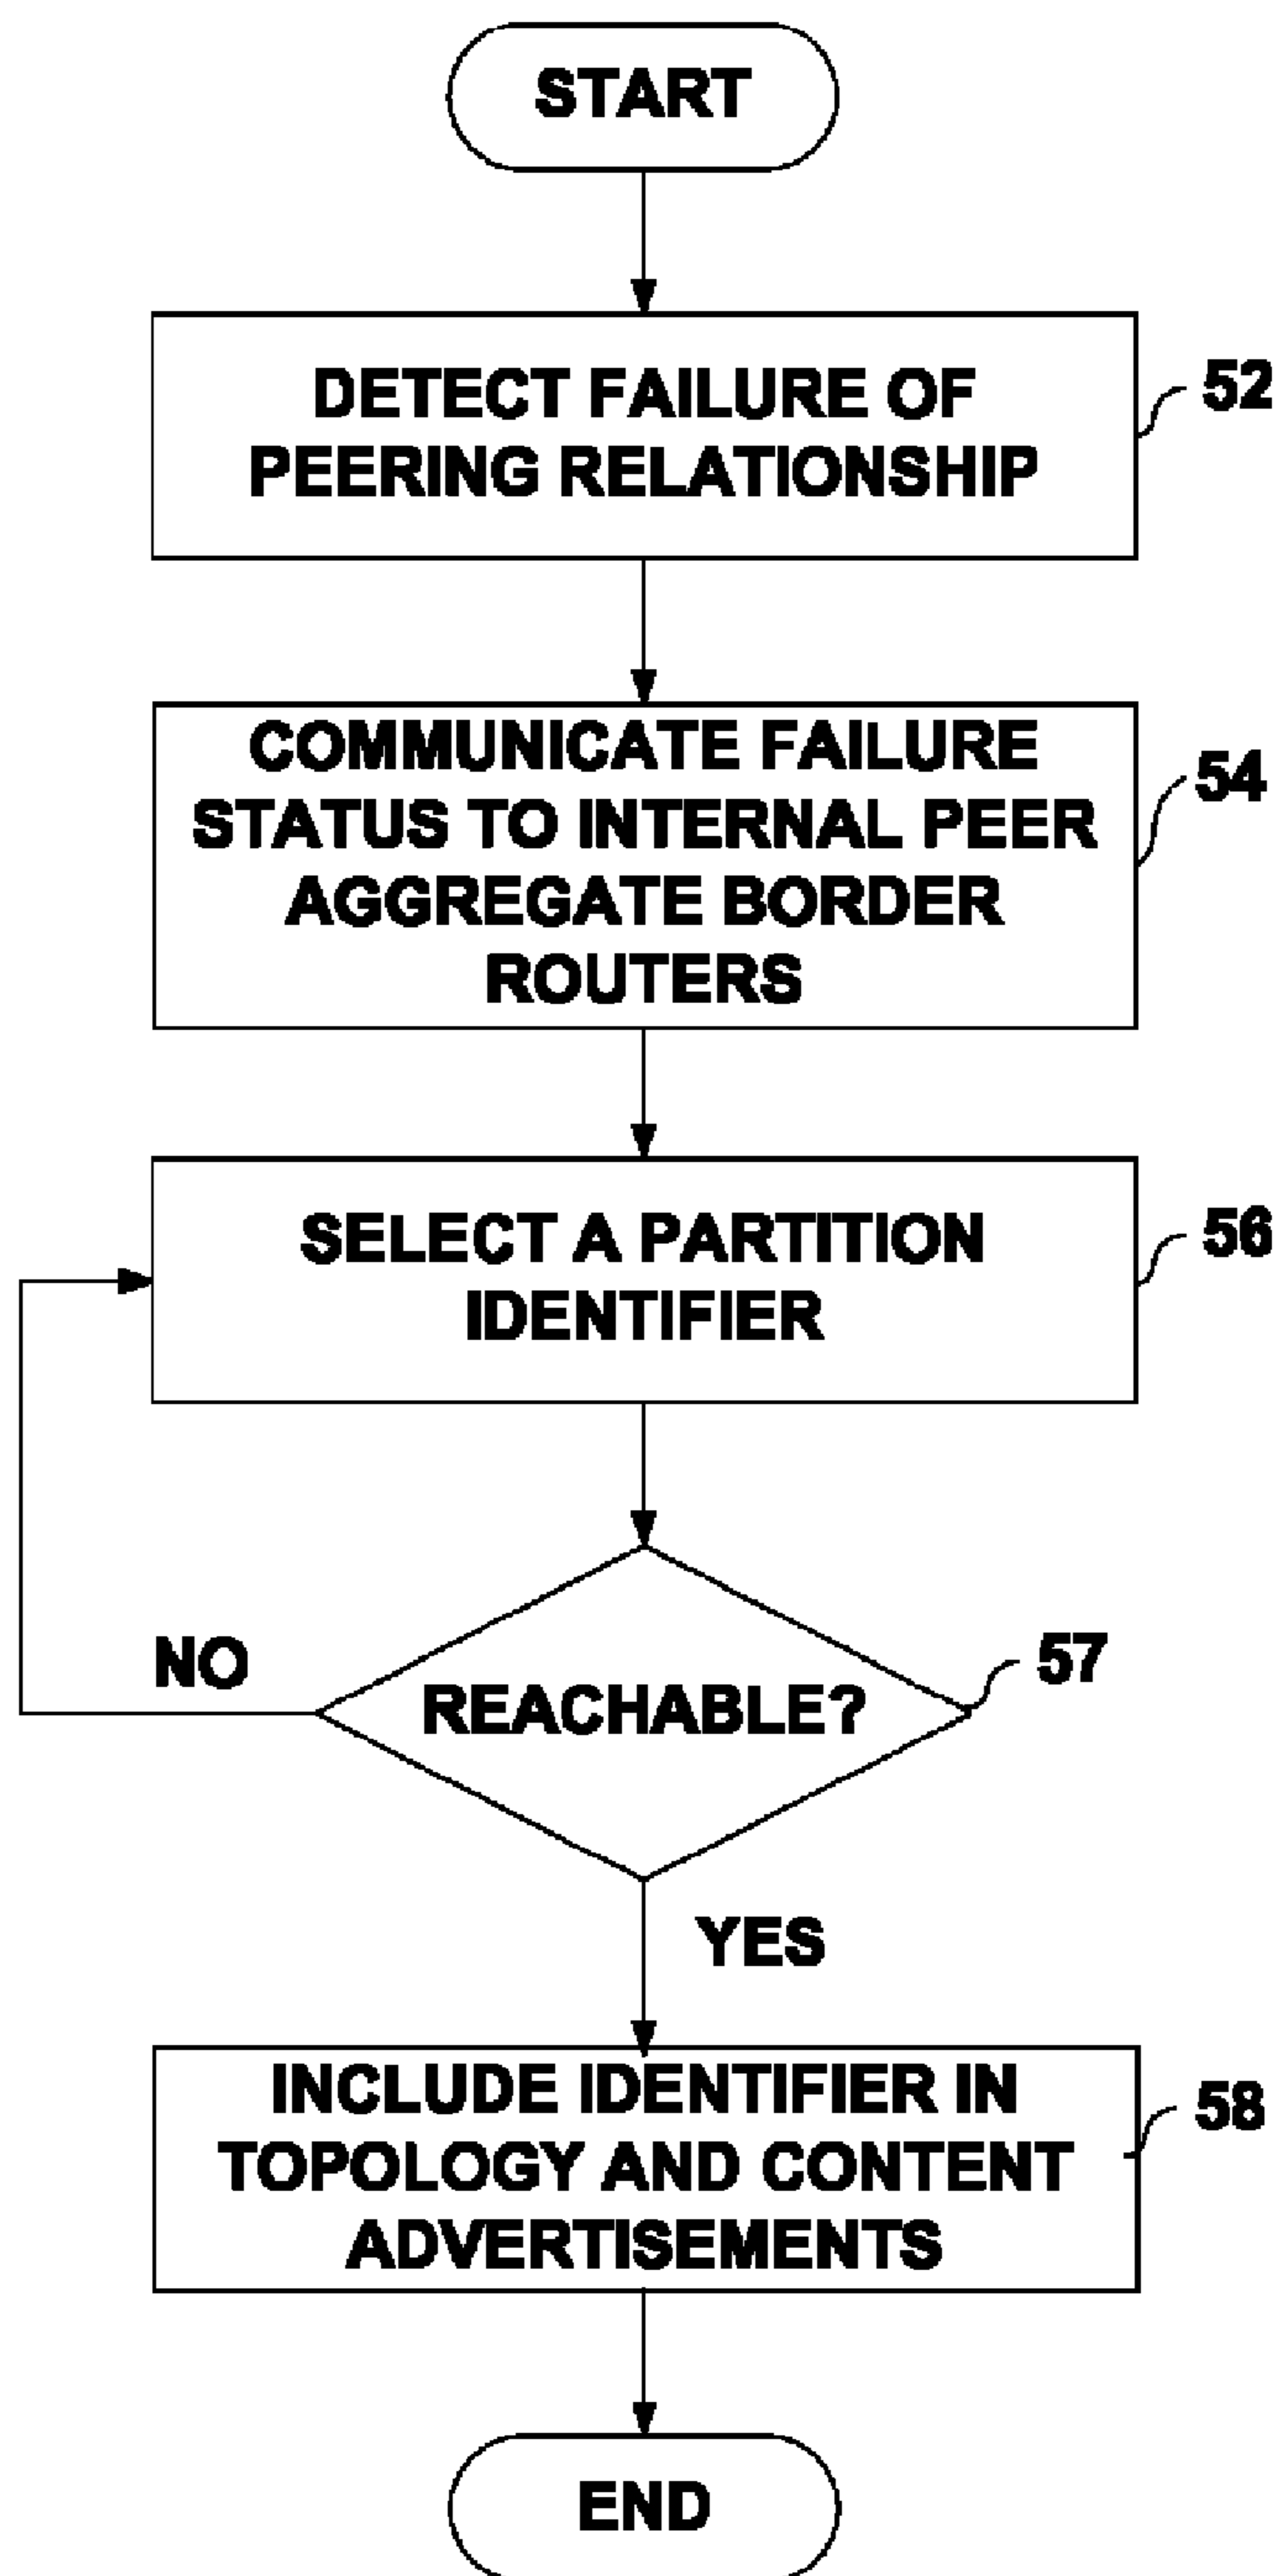 START
DETECT FAILURE OF
PEERING RELATIONSHIP
52
COMMUNICATE FAILURE
STATUS TO INTERNAL PEER
AGGREGATE BORDER
ROUTERS
54
SELECT A PARTITION
IDENTIFIER
56
NO
REACHABLE?
57
YES
INCLUDE IDENTIFIER IN
TOPOLOGY AND CONTENT
ADVERTISEMENTS
58
END